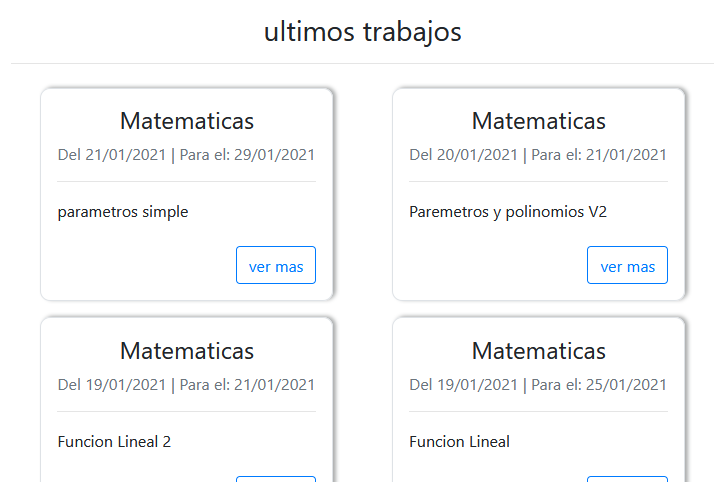 ultimos trabajos
Matematicas
Del 21/01/2021 | Para el: 29/01/2021
parametros simple
ver mas
Matematicas
Del 20/01/2021 | Para el: 21/01/2021
Paremetros y polinomios V2
ver mas
Matematicas
Del 19/01/2021 | Para el: 21/01/2021
Funcion Lineal 2
Matematicas
Del 19/01/2021 | Para el: 25/01/2021
Funcion Lineal